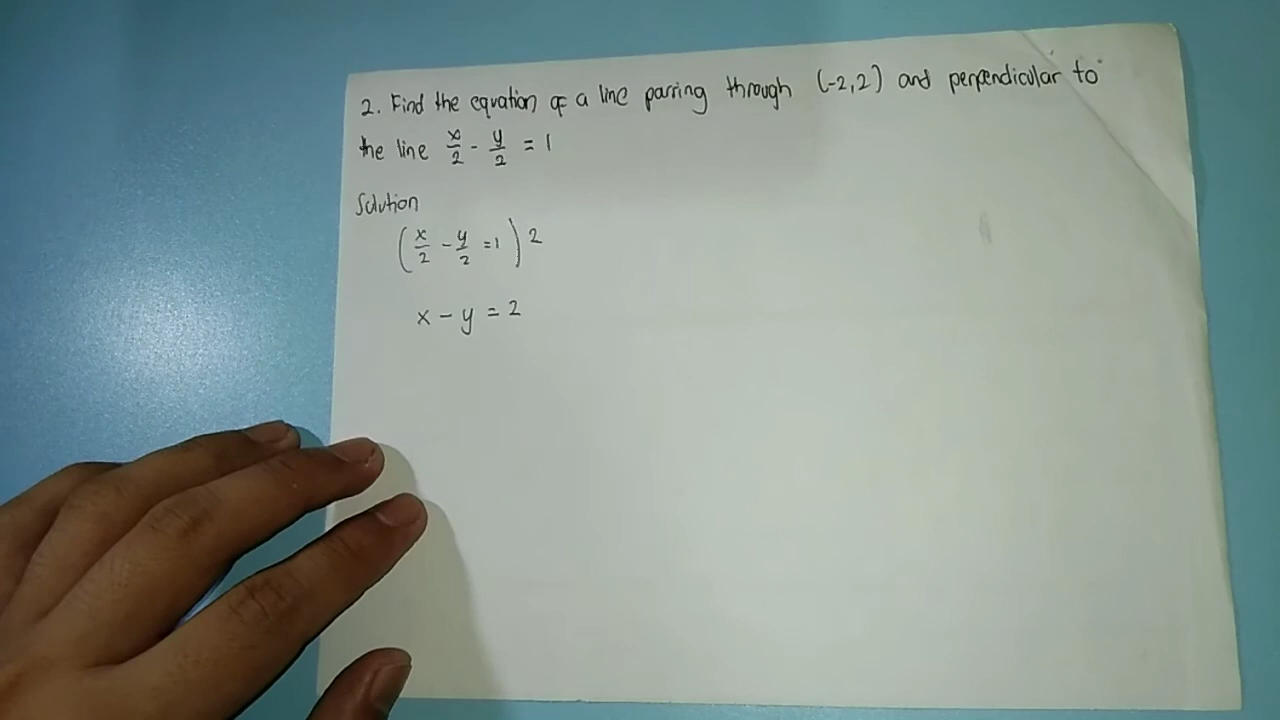 2. Find the equation of a line passing through (-2,2) and perpendicular to
the line x/2 - y/2 = 1
Solution
(x/2 - y/2 = 1) 2
x - y = 2